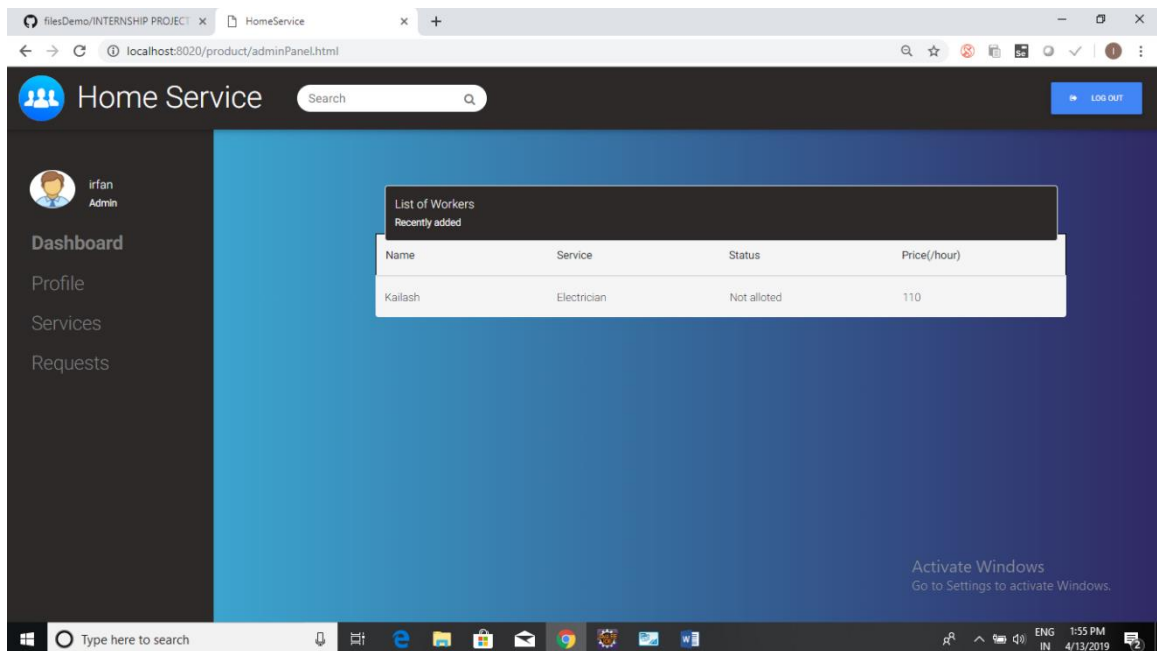 filesDemo/INTERNSHIP PROJECT
HomeService
localhost:8020/product/adminPanel.html
Se
I
Home Service
Search
LOG OUT
irfan
Admin
Dashboard
Profile
Services
Requests
List of Workers
Recently added
Name Service Status Price(/hour)
Kailash Electrician Not alloted 110
Activate Windows
Go to Settings to activate Windows.
Type here to search
ENG
IN
1:55 PM
4/13/2019
2